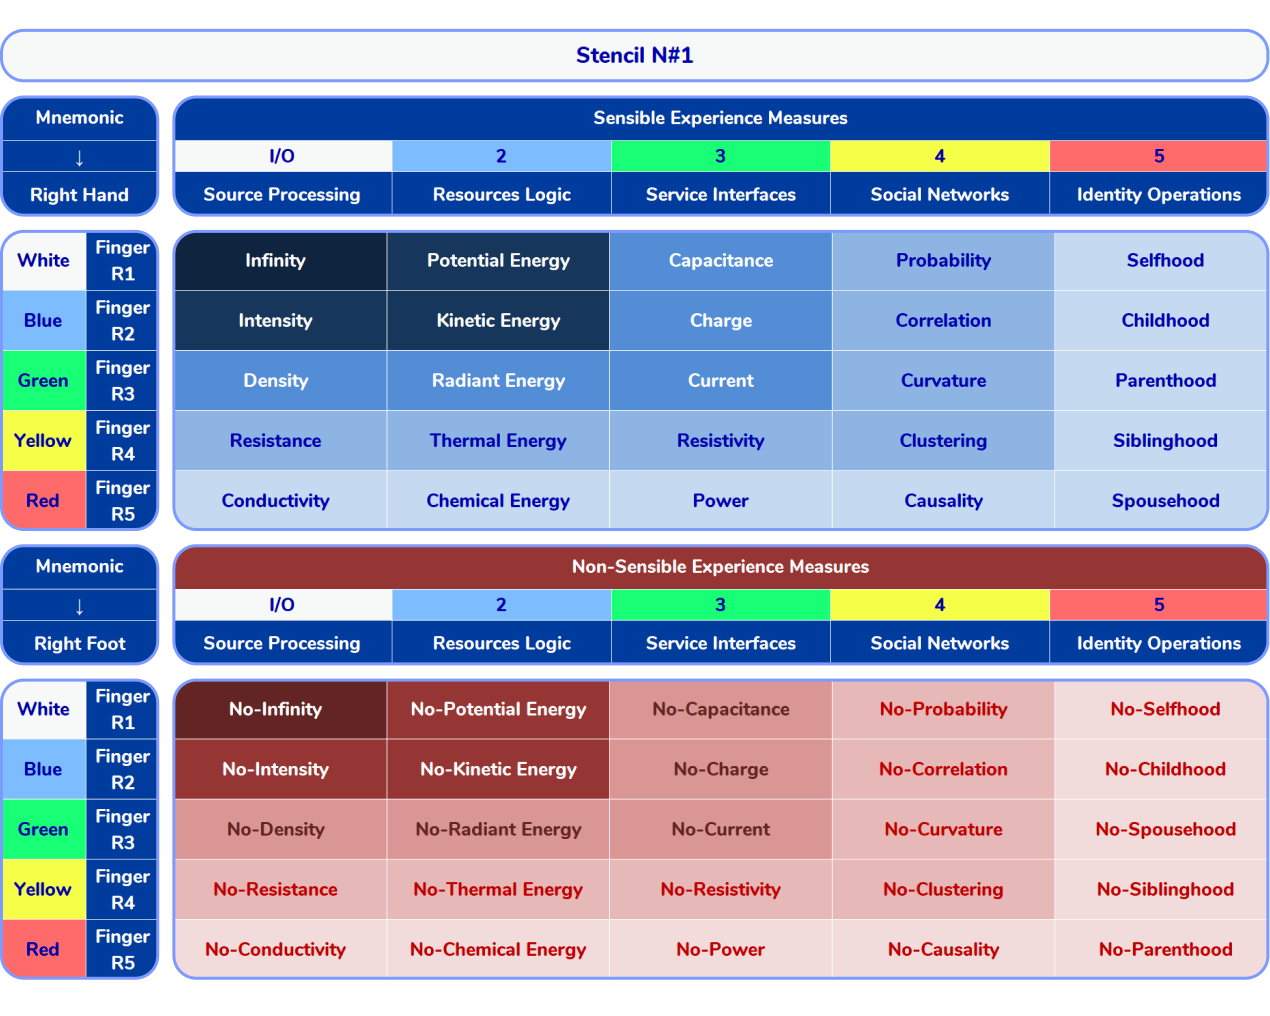 Stencil N#1
Mnemonic
Sensible Experience Measures
↓
I/O 2 3 4 5
Right Hand
Source Processing Resources Logic Service Interfaces Social Networks Identity Operations
White Finger R1 Infinity Potential Energy Capacitance Probability Selfhood
Blue Finger R2 Intensity Kinetic Energy Charge Correlation Childhood
Green Finger R3 Density Radiant Energy Current Curvature Parenthood
Yellow Finger R4 Resistance Thermal Energy Resistivity Clustering Siblinghood
Red Finger R5 Conductivity Chemical Energy Power Causality Spousehood
Mnemonic
Non-Sensible Experience Measures
↓
I/O 2 3 4 5
Right Foot
Source Processing Resources Logic Service Interfaces Social Networks Identity Operations
White Finger R1 No-Infinity No-Potential Energy No-Capacitance No-Probability No-Selfhood
Blue Finger R2 No-Intensity No-Kinetic Energy No-Charge No-Correlation No-Childhood
Green Finger R3 No-Density No-Radiant Energy No-Current No-Curvature No-Spousehood
Yellow Finger R4 No-Resistance No-Thermal Energy No-Resistivity No-Clustering No-Siblinghood
Red Finger R5 No-Conductivity No-Chemical Energy No-Power No-Causality No-Parenthood